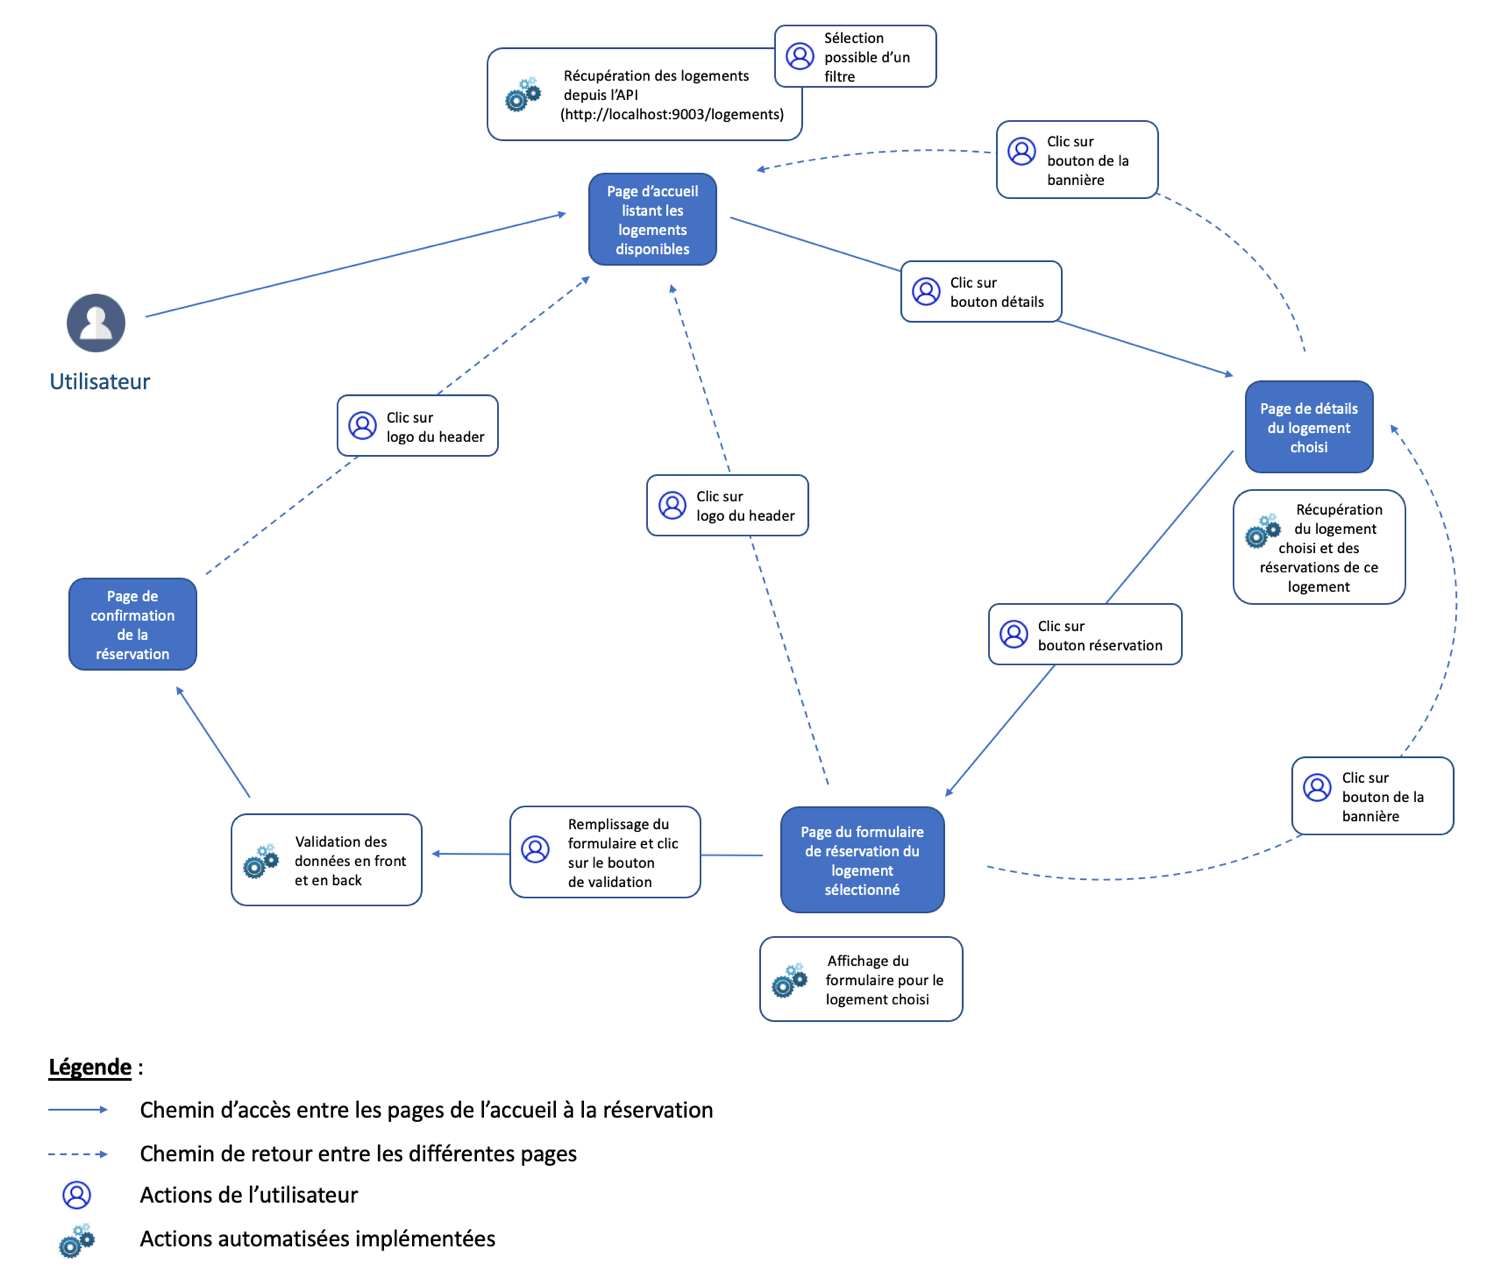 Sélection
possible d’un
filtre
Récupération des logements
depuis l’API
(http://localhost:9003/logements)
Clic sur
bouton de la
bannière
Page d’accueil
listant les
logements
disponibles
Clic sur
bouton détails
Utilisateur
Clic sur
logo du header
Page de détails
du logement
choisi
Clic sur
logo du header
Récupération
du logement
choisi et des
réservations de ce
logement
Page de
confirmation
de la
réservation
Clic sur
bouton réservation
Clic sur
bouton de la
bannière
Validation des
données en front
et en back
Remplissage du
formulaire et clic
sur le bouton
de validation
Page du formulaire
de réservation du
logement
sélectionné
Affichage du
formulaire pour le
logement choisi
Légende :
Chemin d’accès entre les pages de l’accueil à la réservation
Chemin de retour entre les différentes pages
Actions de l’utilisateur
Actions automatisées implémentées